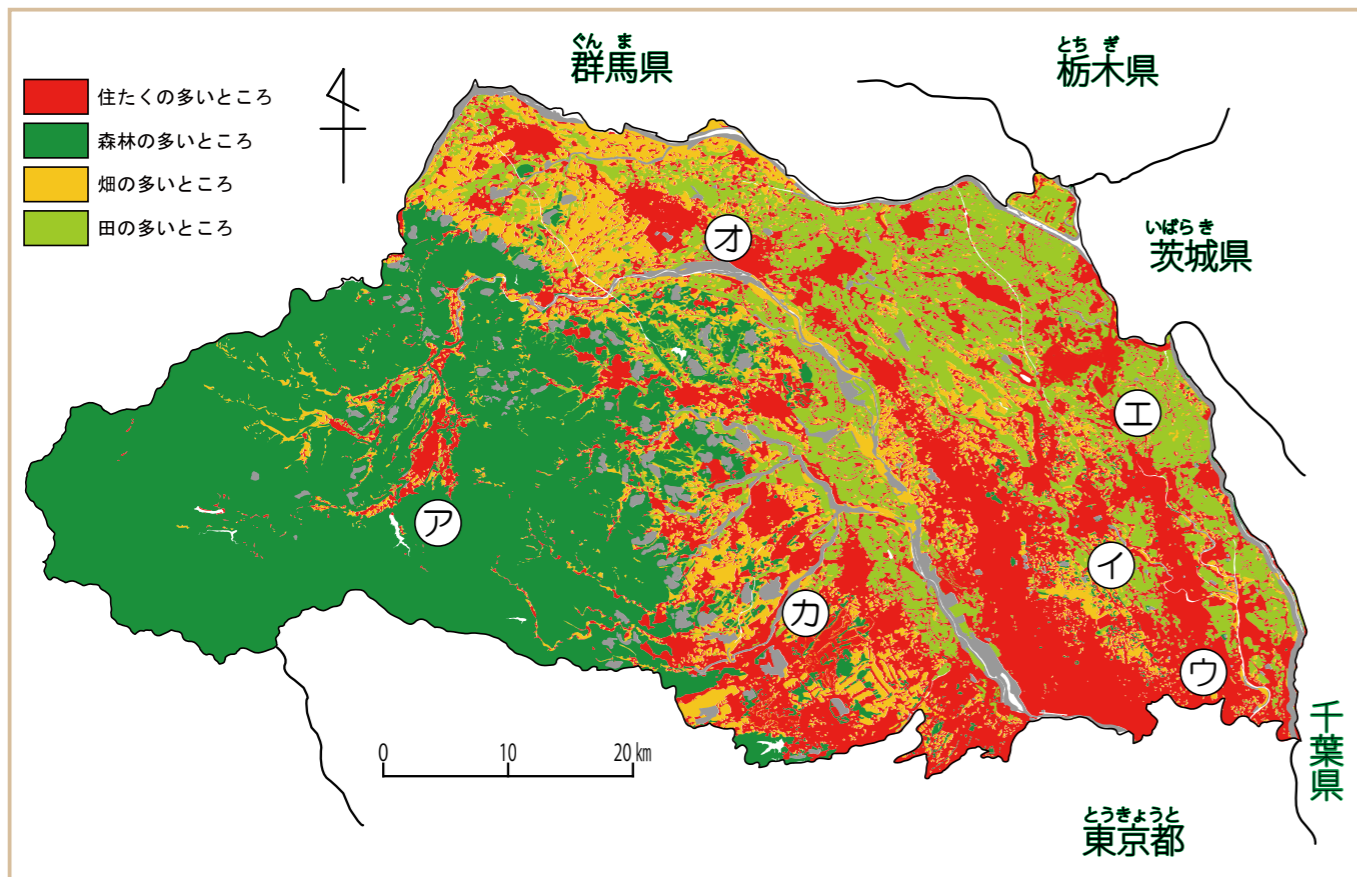 ぐんま
群馬県
とちぎ
栃木県
住たくの多いところ
森林の多いところ
畑の多いところ
田の多いところ
いばらき
茨城県
オ
エ
ア
イ
カ
ウ
0 10 20 km
千葉県
とうきょうと
東京都